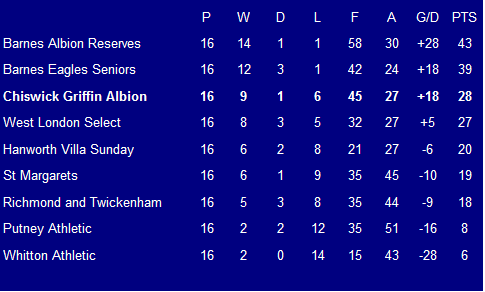 P W D L F A G/D PTS
Barnes Albion Reserves 16 14 1 1 58 30 +28 43
Barnes Eagles Seniors 16 12 3 1 42 24 +18 39
Chiswick Griffin Albion 16 9 1 6 45 27 +18 28
West London Select 16 8 3 5 32 27 +5 27
Hanworth Villa Sunday 16 6 2 8 21 27 -6 20
St Margarets 16 6 1 9 35 45 -10 19
Richmond and Twickenham 16 5 3 8 35 44 -9 18
Putney Athletic 16 2 2 12 35 51 -16 8
Whitton Athletic 16 2 0 14 15 43 -28 6